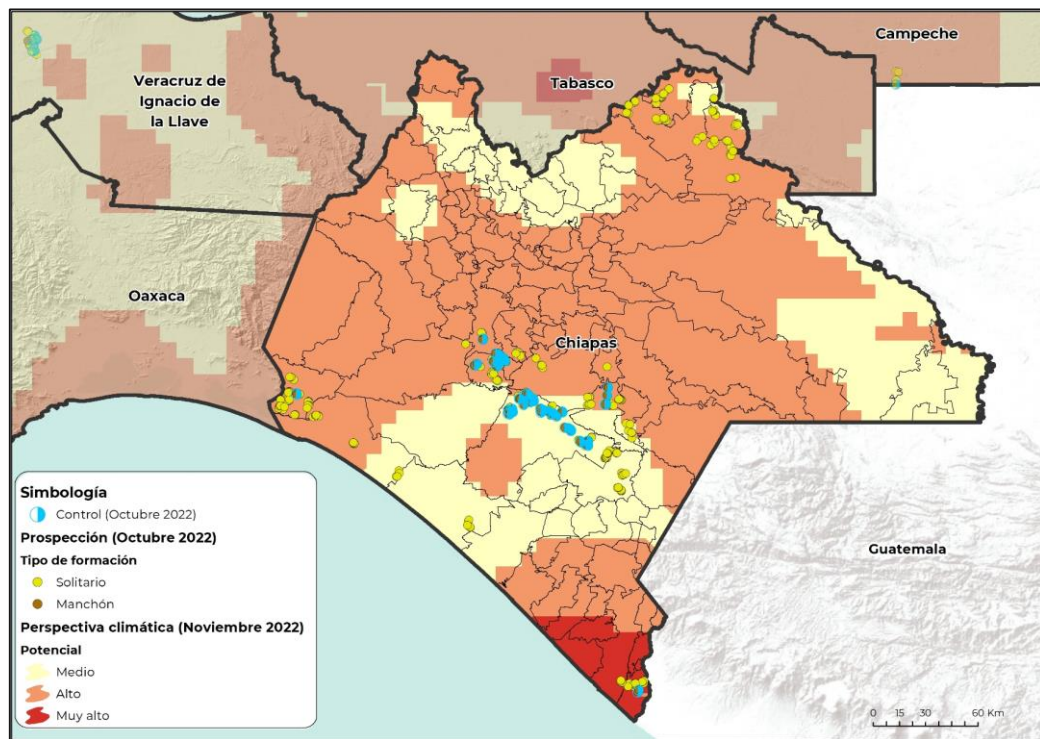 Campeche
Tabasco
Veracruz de
Ignacio de
la Llave
Oaxaca
Chiapas
Guatemala
Simbología
Control (Octubre 2022)
Prospección (Octubre 2022)
Tipo de formación
Solitario
Manchón
Perspectiva climática (Noviembre 2022)
Potencial
Medio
Alto
Muy alto
0 15 30 60 Km